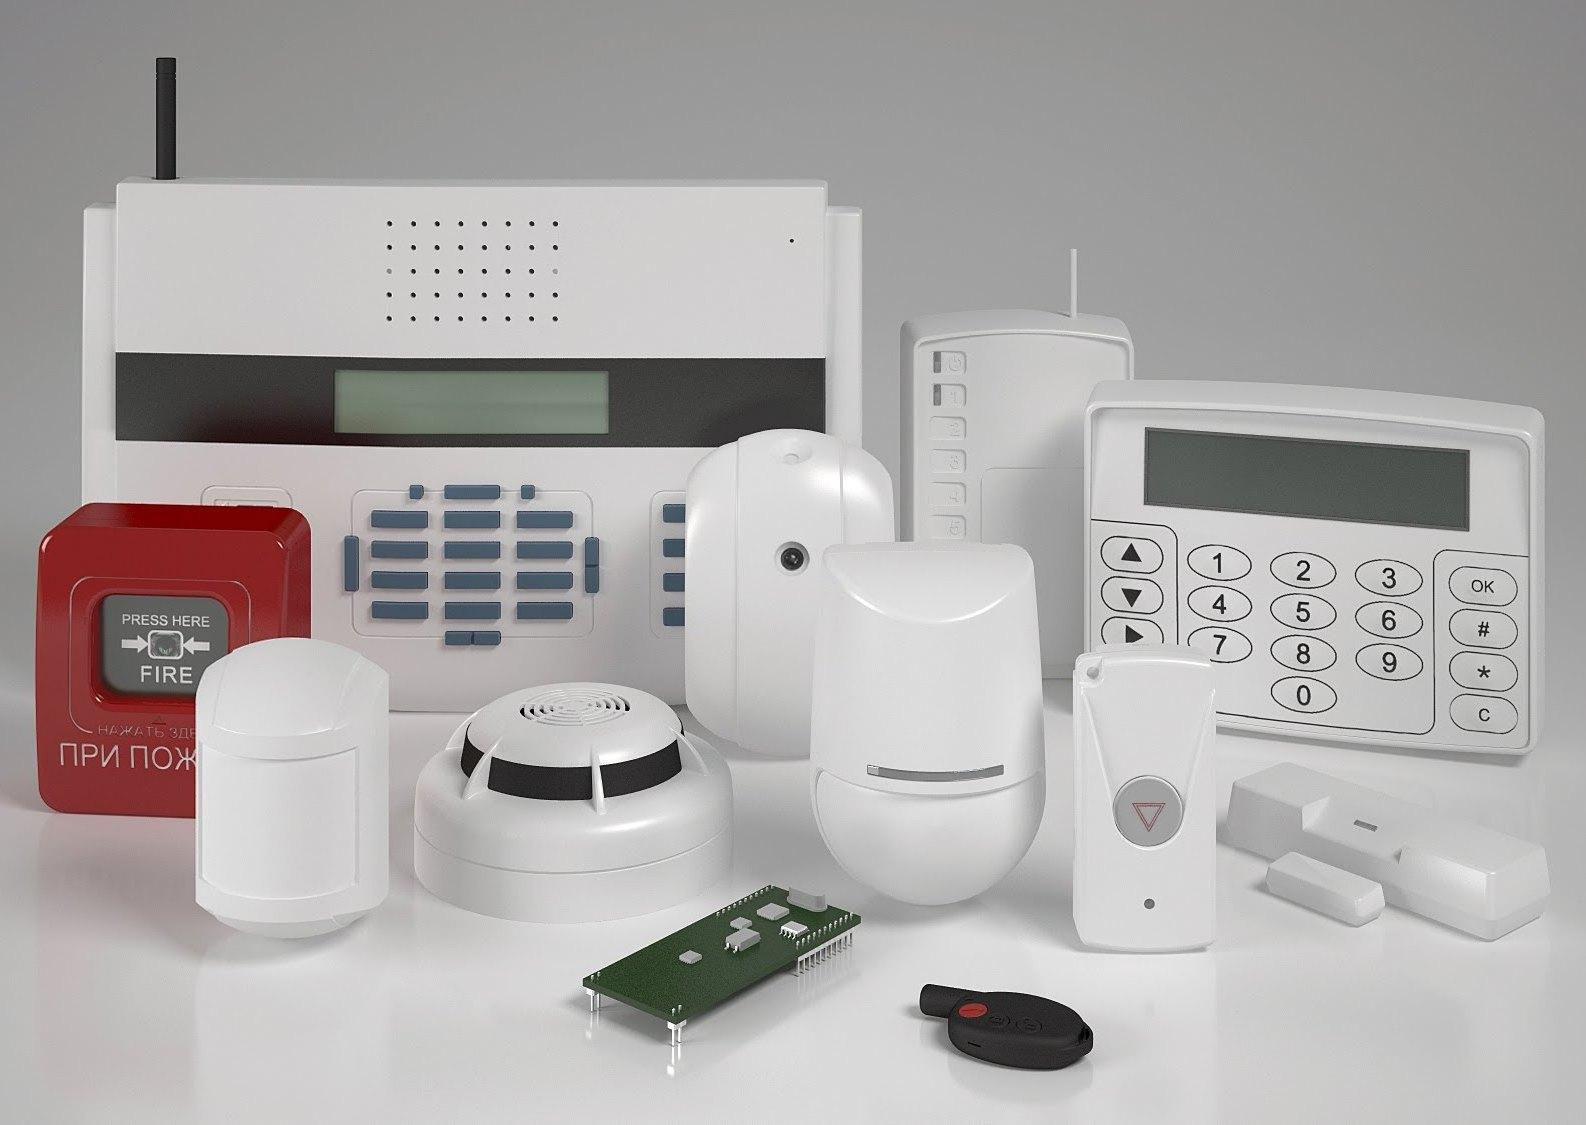 PRESS HERE
FIRE
НАЖАТЬ ЗДЕ
ПРИ ПОЖ
1 2 3
4 5 6
7 8 9
0
OK
#
*
C